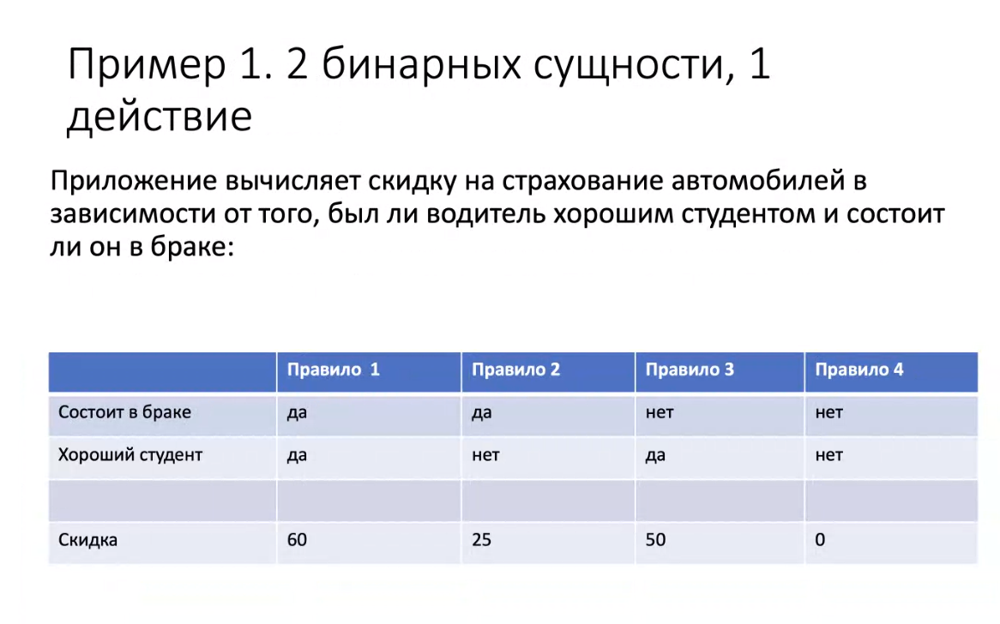 Пример 1. 2 бинарных сущности, 1
действие
Приложение вычисляет скидку на страхование автомобилей в
зависимости от того, был ли водитель хорошим студентом и состоит
ли он в браке:
Правило 1 Правило 2 Правило 3 Правило 4
Состоит в браке да да нет нет
Хороший студент да нет да нет
Скидка 60 25 50 0